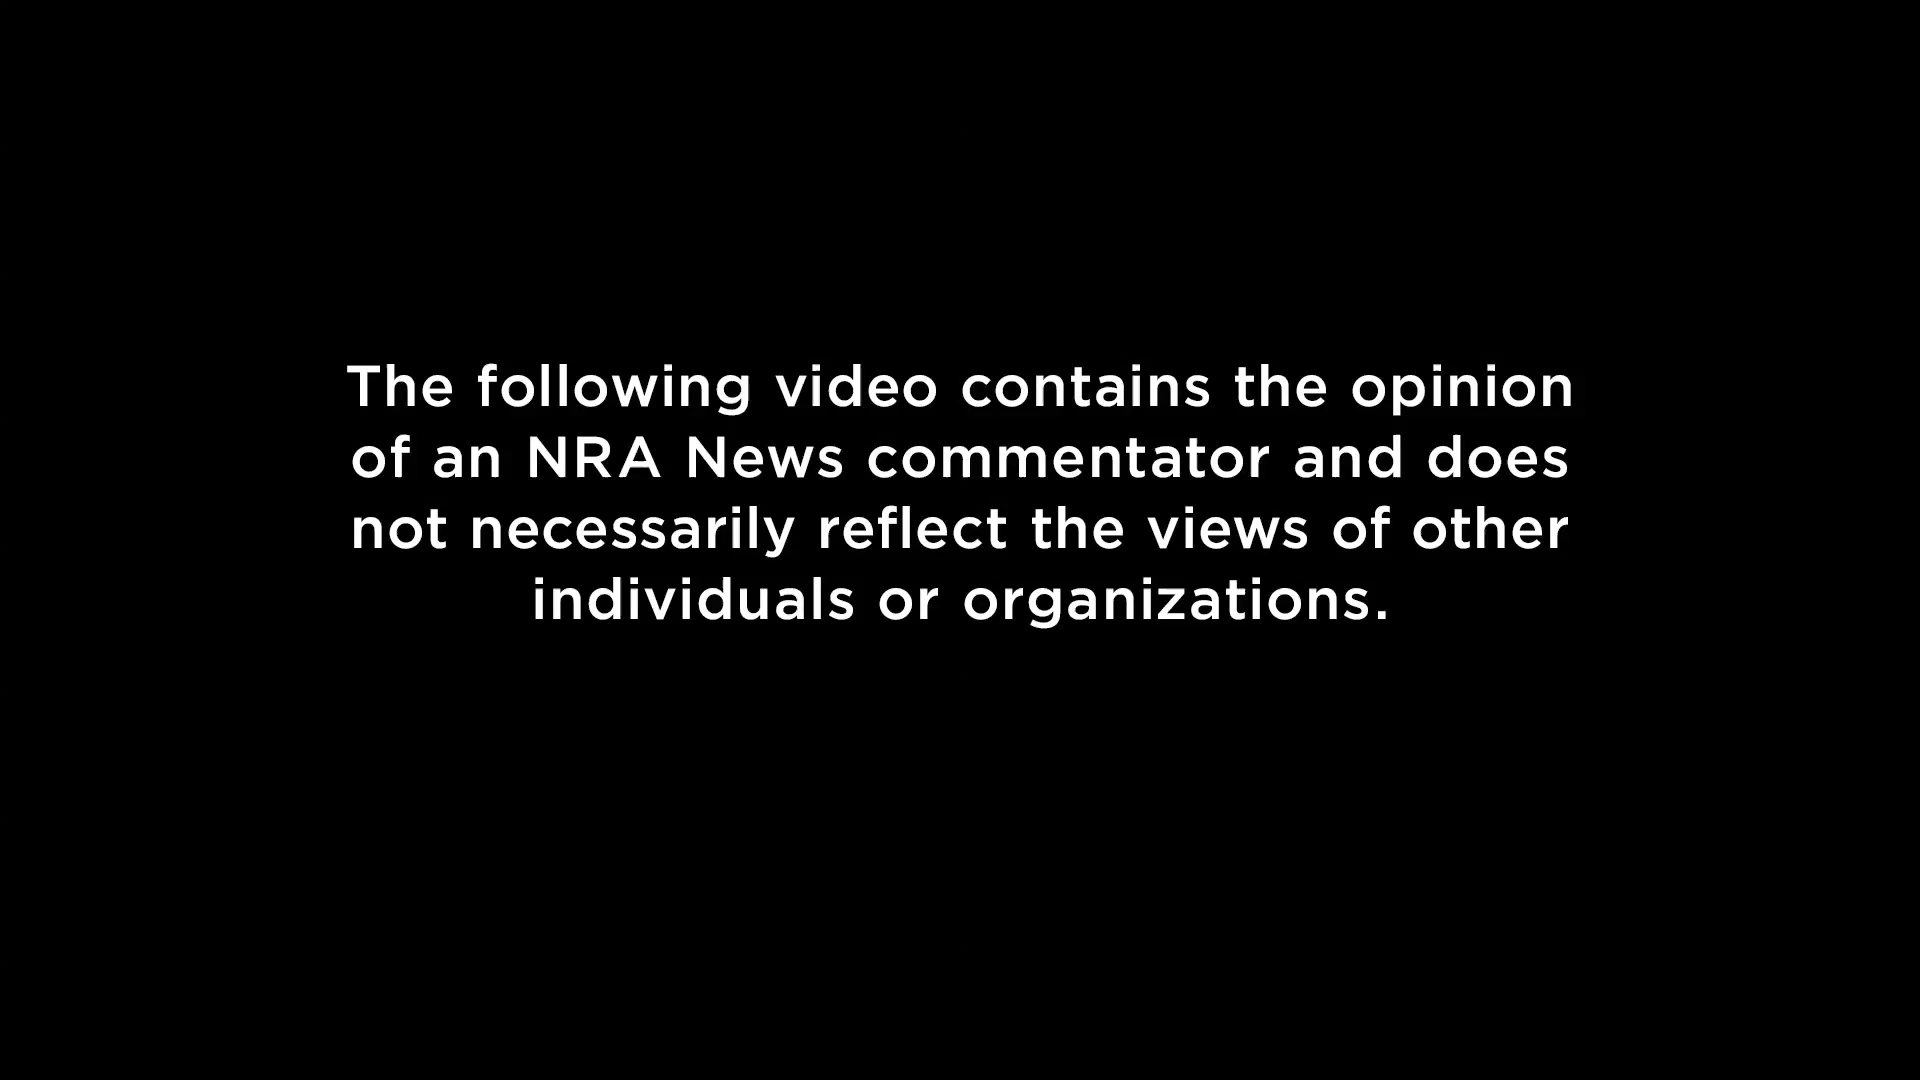 The following video contains the opinion
of an NRA News commentator and does
not necessarily reflect the views of other
individuals or organizations.